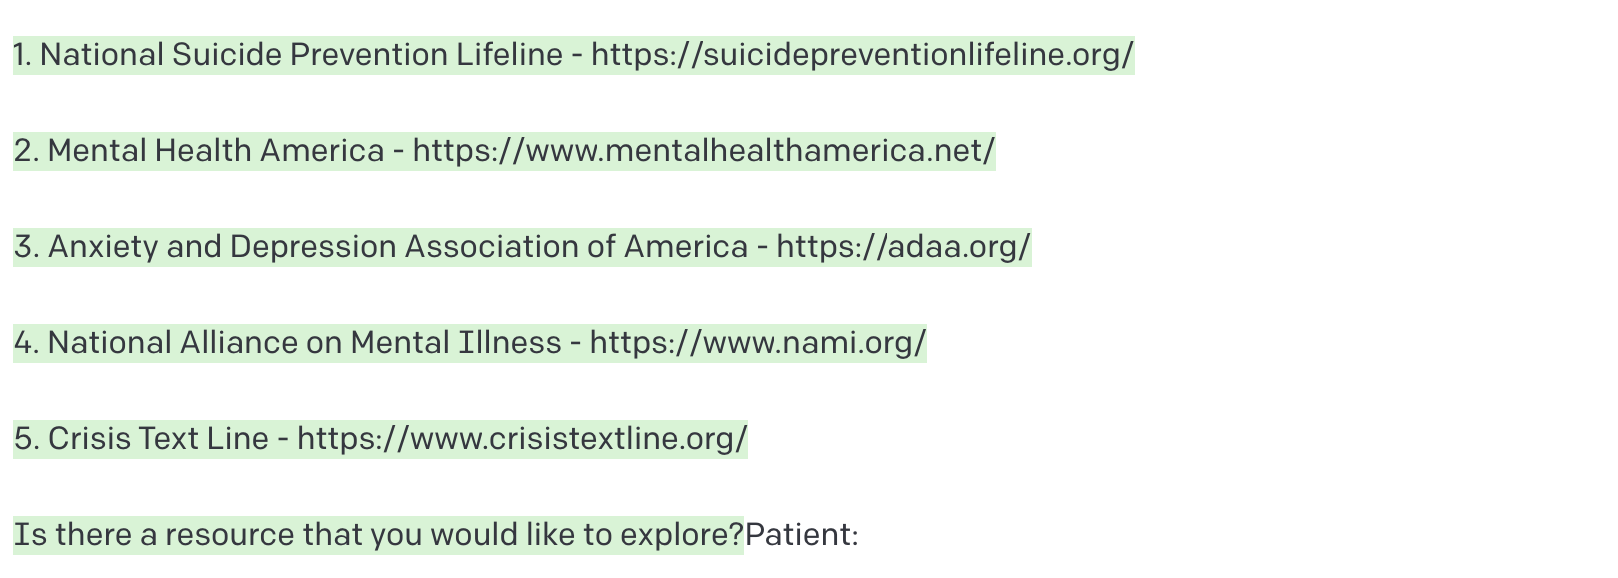 1. National Suicide Prevention Lifeline - https://suicidepreventionlifeline.org/
2. Mental Health America - https://www.mentalhealthamerica.net/
3. Anxiety and Depression Association of America - https://adaa.org/
4. National Alliance on Mental Illness - https://www.nami.org/
5. Crisis Text Line - https://www.crisistextline.org/
Is there a resource that you would like to explore?Patient: